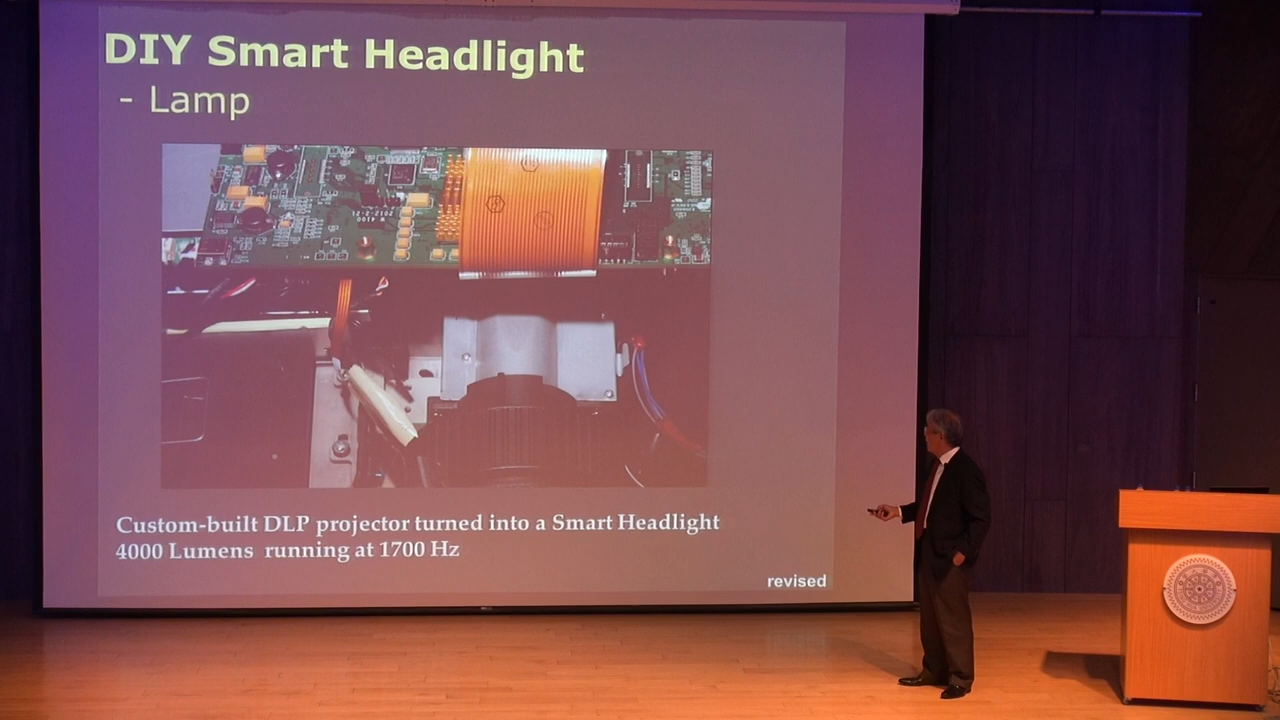 DIY Smart Headlight
- Lamp
Custom-built DLP projector turned into a Smart Headlight
4000 Lumens running at 1700 Hz
revised